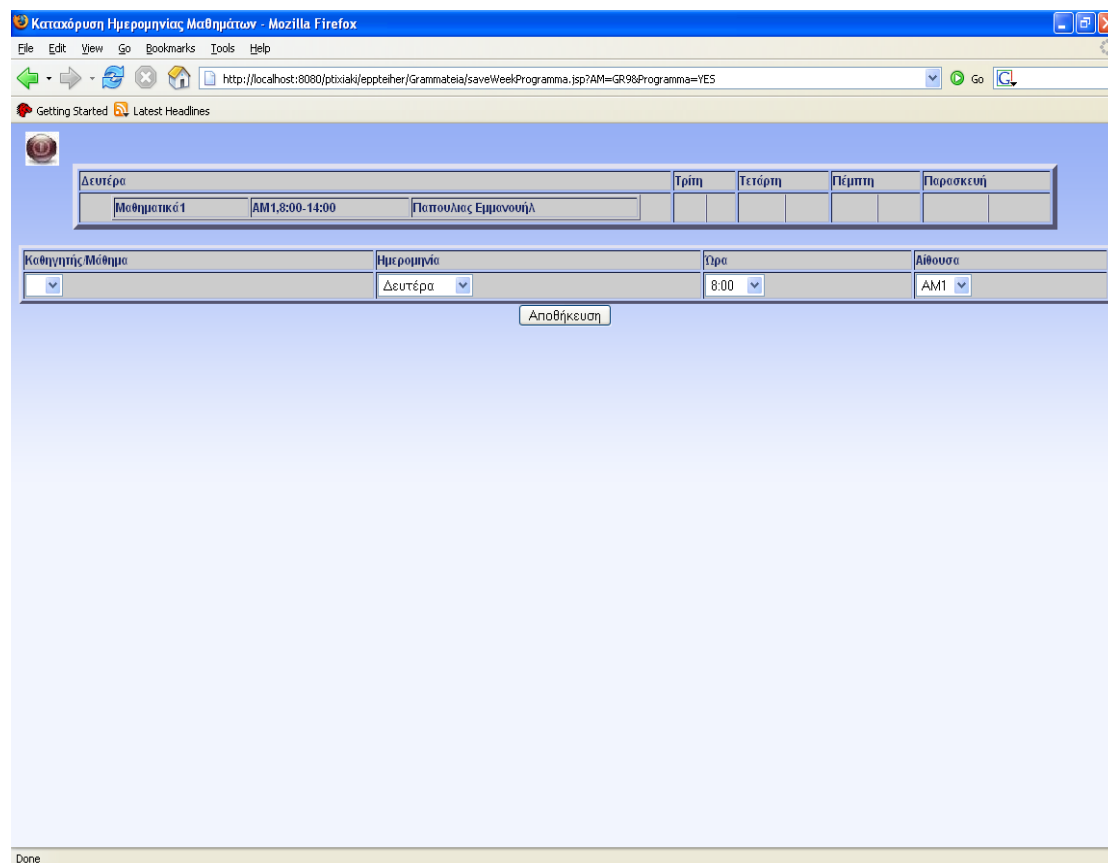 Καταχόρυση Ημερομηνίας Μαθημάτων - Mozilla Firefox
File Edit View Go Bookmarks Tools Help
http://localhost:8080/ptixiaki/eppteiher/Grammateia/saveWeekProgramma.jsp?AM=GR98&Programma=YES Go G
Getting Started Latest Headlines
Δευτέρα Τρίτη Τετάρτη Πέμπτη Παρασκευή
Μαθηματικά1 AM1,8:00-14:00 Παπουλιας Εμμανουήλ
Καθηγητής/Μάθημα Ημερομηνία Ώρα Αίθουσα
Δευτέρα 8:00 AM1
Αποθήκευση
Done